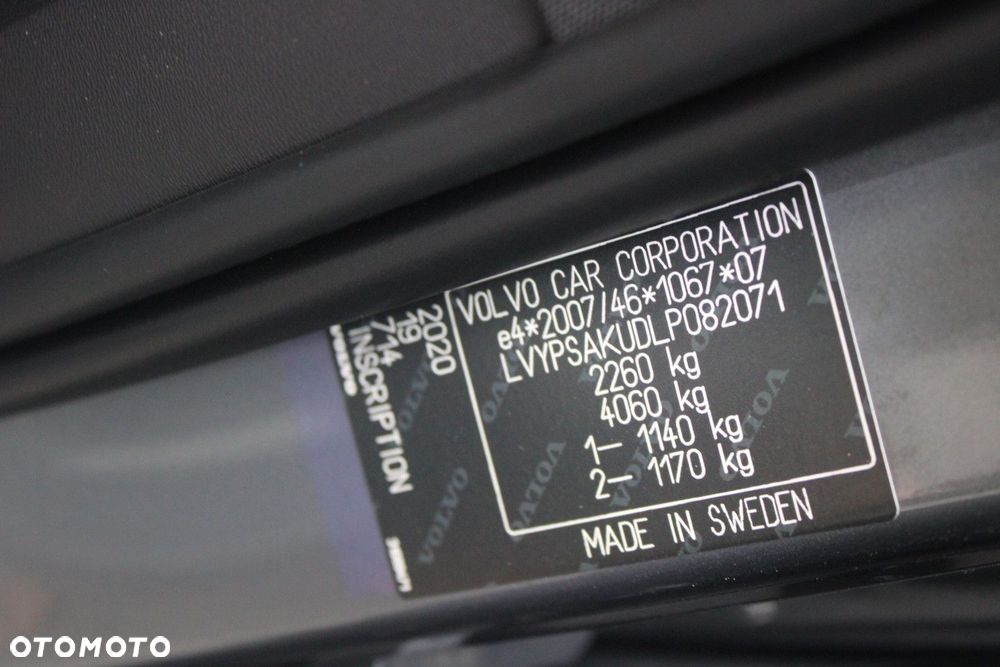 VOLVO CAR CORPORATION
e4*2007/46*1067*07
LVYPSAKUDLP082071
2260 kg
4060 kg
1– 1140 kg
2– 1170 kg
MADE IN SWEDEN
2020
19
714
INSCRIPTION
VOLVO
OTOMOTO